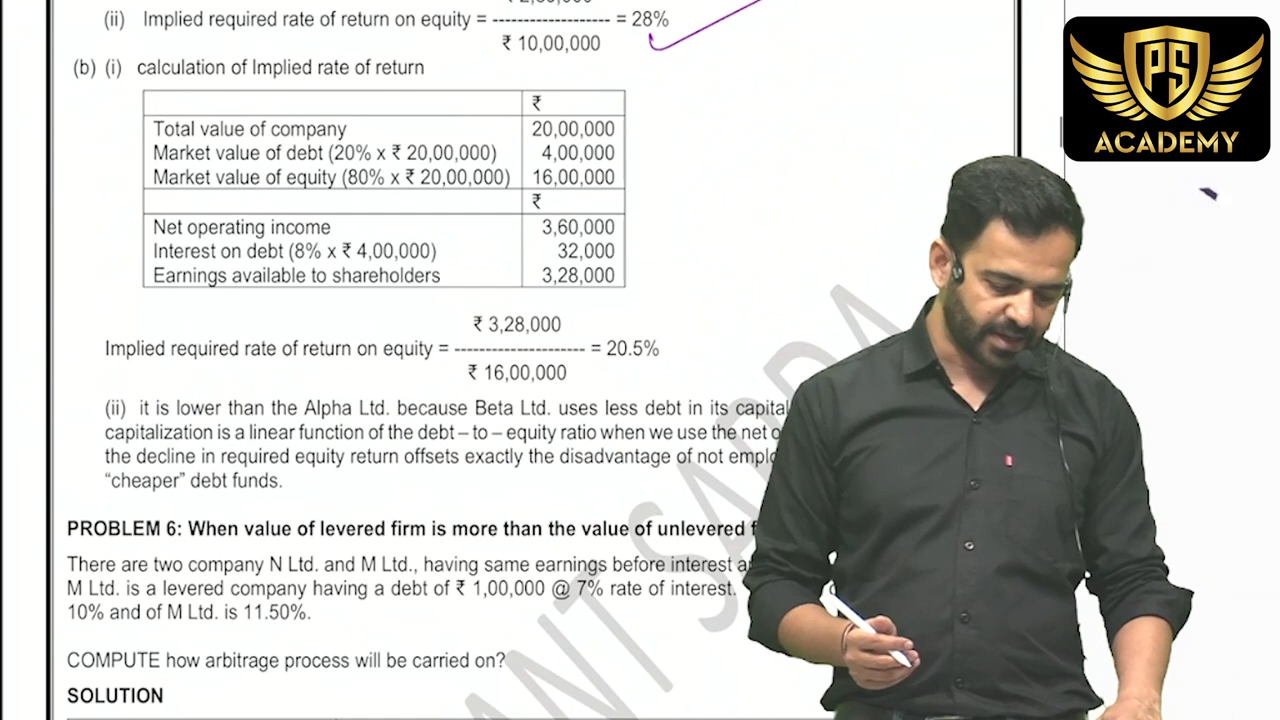 (ii) Implied required rate of return on equity = ------------------- = 28%
₹ 10,00,000
(b) (i) calculation of Implied rate of return
₹
Total value of company 20,00,000
Market value of debt (20% x ₹ 20,00,000) 4,00,000
Market value of equity (80% x ₹ 20,00,000) 16,00,000
₹
Net operating income 3,60,000
Interest on debt (8% x ₹ 4,00,000) 32,000
Earnings available to shareholders 3,28,000
₹ 3,28,000
Implied required rate of return on equity = --------------------- = 20.5%
₹ 16,00,000
(ii) it is lower than the Alpha Ltd. because Beta Ltd. uses less debt in its capital
capitalization is a linear function of the debt – to – equity ratio when we use the net
the decline in required equity return offsets exactly the disadvantage of not
"cheaper" debt funds.
PROBLEM 6: When value of levered firm is more than the value of unlevered
There are two company N Ltd. and M Ltd., having same earnings before interest
M Ltd. is a levered company having a debt of ₹ 1,00,000 @ 7% rate of interest.
10% and of M Ltd. is 11.50%.
COMPUTE how arbitrage process will be carried on?
SOLUTION
PS
ACADEMY